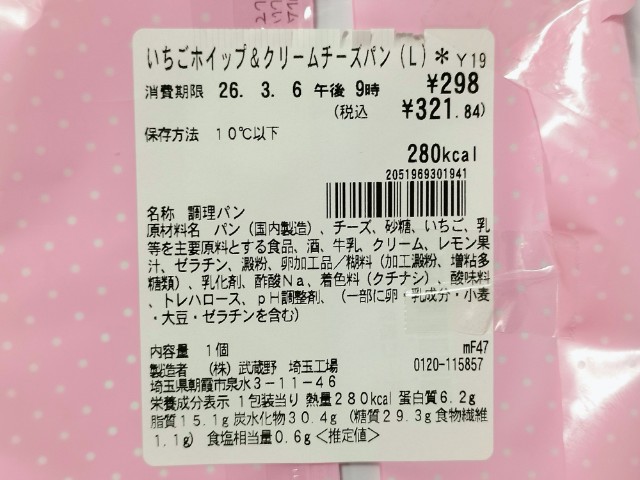 いちごホイップ&クリームチーズパン(L)*Y19
消費期限 26. 3. 6 午後 9時 ¥298
(税込 ¥321.84)
保存方法 10℃以下
280kcal
2051969301941
名称 調理パン
原材料名 パン(国内製造)、チーズ、砂糖、いちご、乳
等を主要原料とする食品、酒、牛乳、クリーム、レモン果
汁、ゼラチン、澱粉、卵加工品/糊料(加工澱粉、増粘多
糖類)、乳化剤、酢酸Na、着色料(クチナシ)、酸味料
、トレハロース、pH調整剤、(一部に卵・乳成分・小麦
・大豆・ゼラチンを含む)
内容量 1個 mF47
製造者 (株)武蔵野 埼玉工場 0120-115857
埼玉県朝霞市泉水3-11-46
栄養成分表示 1包装当り 熱量280kcal 蛋白質6.2g
脂質15.1g炭水化物30.4g(糖質29.3g食物繊維
1.1g) 食塩相当量0.6g<推定値>